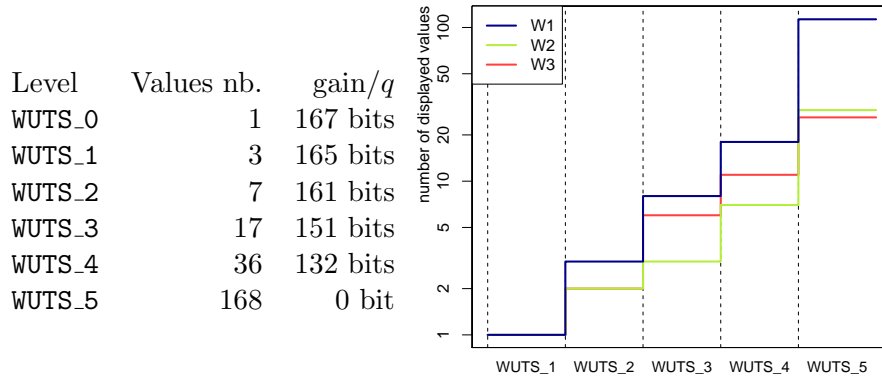 Level Values nb. gain/q
WUTS_0 1 167 bits
WUTS_1 3 165 bits
WUTS_2 7 161 bits
WUTS_3 17 151 bits
WUTS_4 36 132 bits
WUTS_5 168 0 bit
number of displayed values
100
50
20
10
5
2
1
W1
W2
W3
WUTS_1 WUTS_2 WUTS_3 WUTS_4 WUTS_5